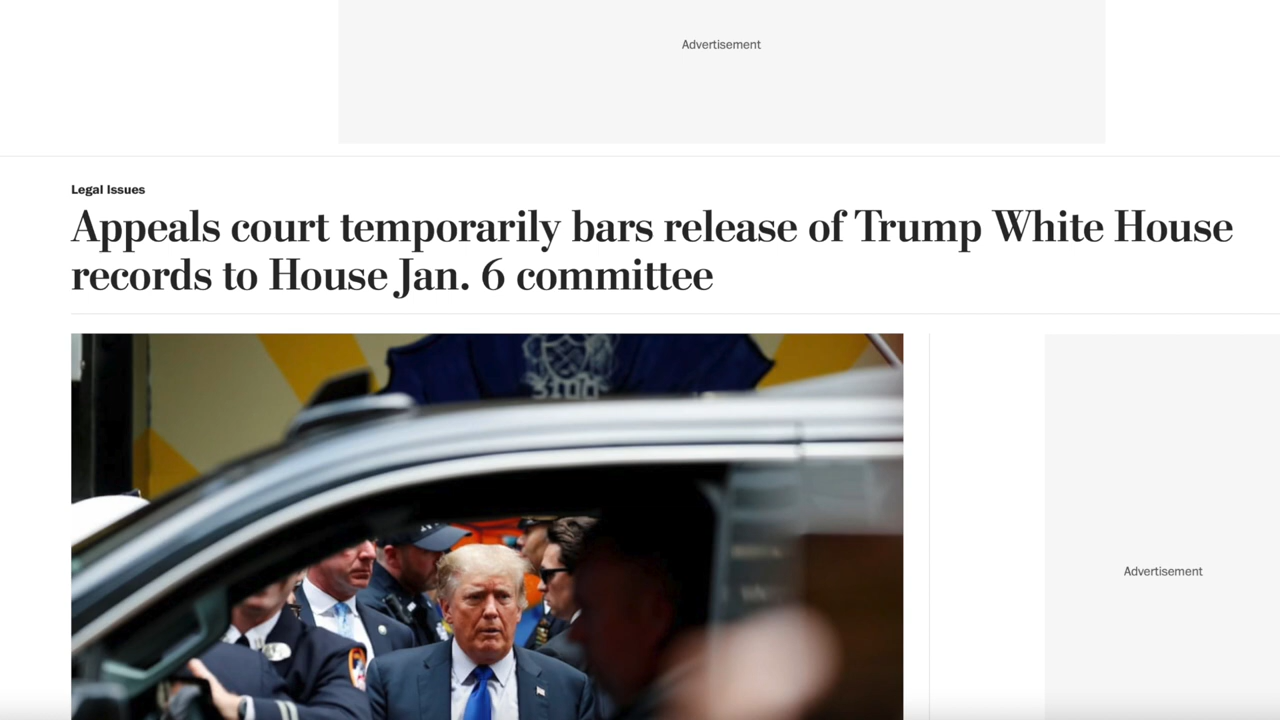 Advertisement
Legal Issues
Appeals court temporarily bars release of Trump White House
records to House Jan. 6 committee
Advertisement